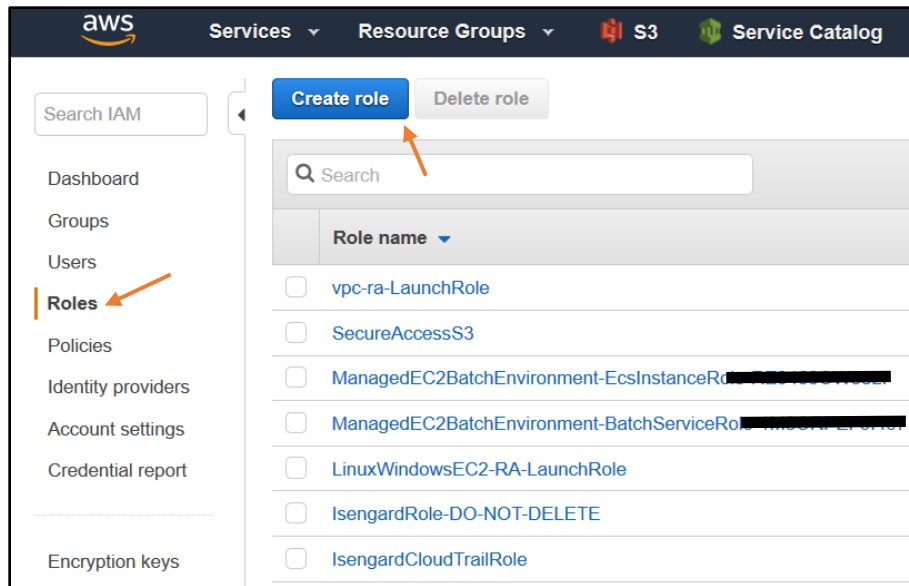 aws Services Resource Groups S3 Service Catalog
Search IAM
Dashboard
Groups
Users
Roles
Policies
Identity providers
Account settings
Credential report
Encryption keys
Create role Delete role
Search
Role name
vpc-ra-LaunchRole
SecureAccessS3
ManagedEC2BatchEnvironment-EcsInstanceRo
ManagedEC2BatchEnvironment-BatchServiceRole
LinuxWindowsEC2-RA-LaunchRole
IsengardRole-DO-NOT-DELETE
IsengardCloudTrailRole